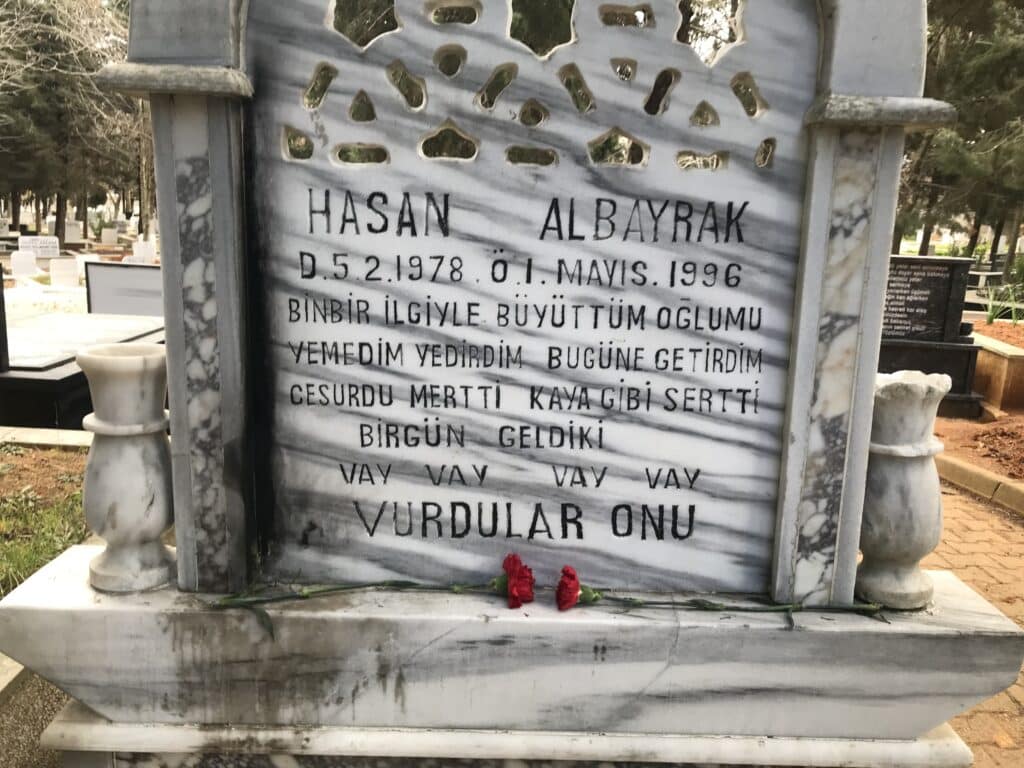 HASAN ALBAYRAK
D.5.2.1978. Ö.1. MAYIS.1996
BİNBİR İLGİYLE BÜYÜTTÜM OĞLUMU
YEMEDİM YEDİRDİM BUGÜNE GETİRDİM
CESURDU MERTTİ KAYA GİBİ SERTTİ
BİRGÜN GELDİKİ
VAY VAY VAY VAY
VURDULAR ONU